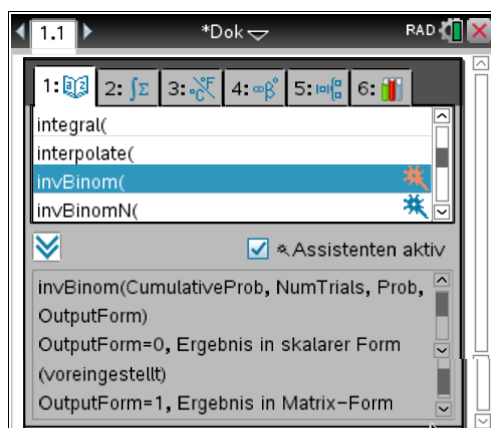 1.1 *Dok RAD
1: 2: ∫Σ 3: °C°F 4: ∞β° 5: 6:
integral(
interpolate(
invBinom(
invBinomN(
Assistenten aktiv
invBinom(CumulativeProb, NumTrials, Prob,
OutputForm)
OutputForm=0, Ergebnis in skalarer Form
(voreingestellt)
OutputForm=1, Ergebnis in Matrix-Form